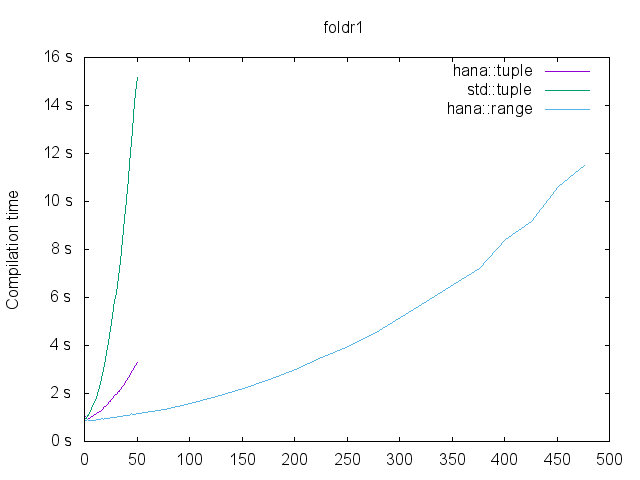 foldr1
16 s
14 s
12 s
10 s
8 s
6 s
4 s
2 s
0 s
Compilation time
hana::tuple
std::tuple
hana::range
0 50 100 150 200 250 300 350 400 450 500